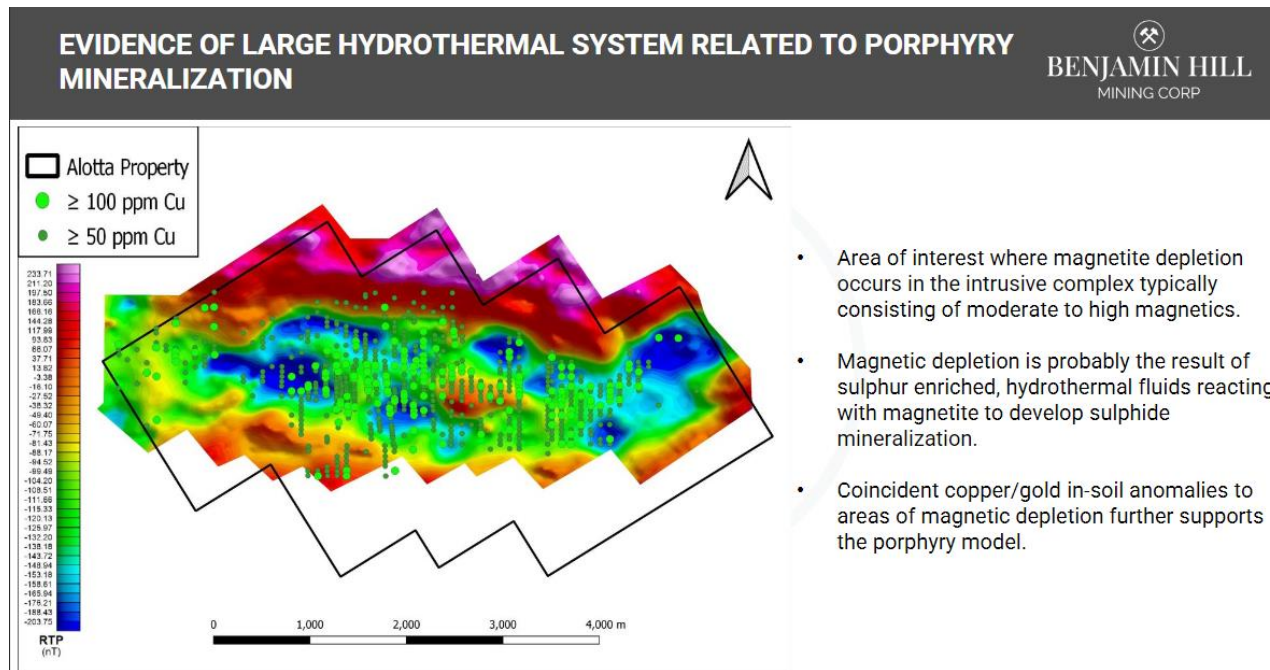 EVIDENCE OF LARGE HYDROTHERMAL SYSTEM RELATED TO PORPHYRY
MINERALIZATION
BENJAMIN HILL
MINING CORP
Alotta Property
≥ 100 ppm Cu
≥ 50 ppm Cu
233.71
211.20
197.50
183.66
166.16
144.28
117.99
93.83
68.07
37.71
13.82
-3.38
-16.10
-27.52
-38.32
-49.40
-60.07
-71.75
-81.43
-88.17
-94.52
-99.49
-104.20
-108.51
-111.66
-115.33
-120.13
-125.97
-132.20
-138.18
-143.72
-148.94
-153.18
-158.61
-165.94
-176.21
-188.43
-203.75
RTP
(nT)
0 1,000 2,000 3,000 4,000 m
• Area of interest where magnetite depletion
occurs in the intrusive complex typically
consisting of moderate to high magnetics.
• Magnetic depletion is probably the result of
sulphur enriched, hydrothermal fluids reacting
with magnetite to develop sulphide
mineralization.
• Coincident copper/gold in-soil anomalies to
areas of magnetic depletion further supports
the porphyry model.